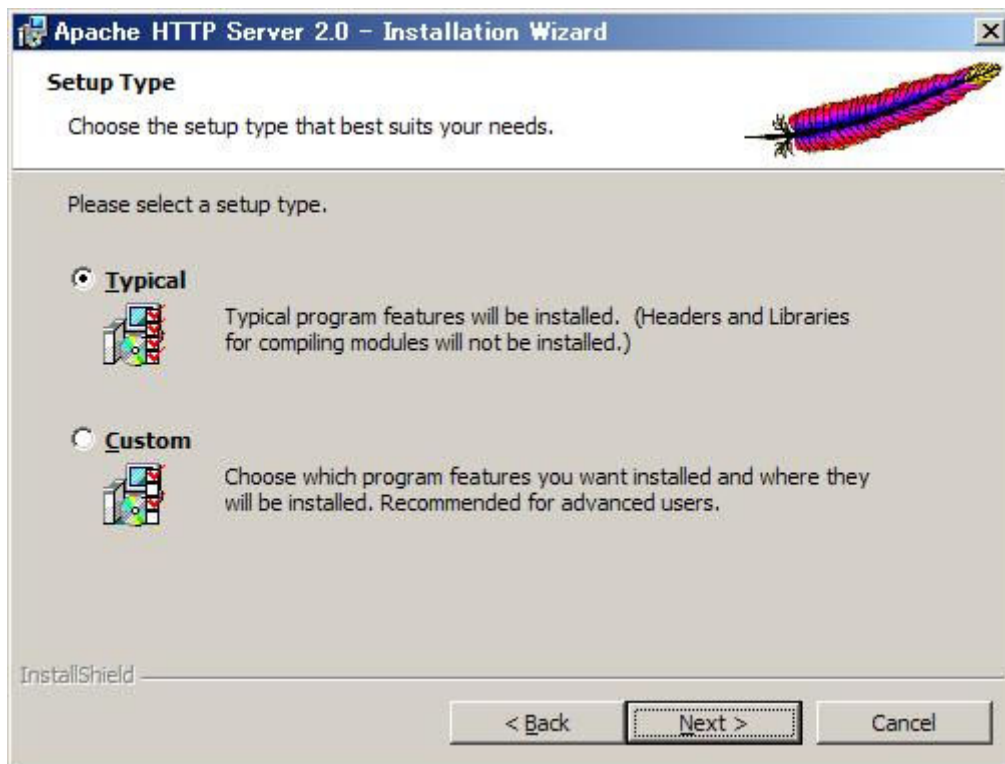 Apache HTTP Server 2.0 - Installation Wizard
Setup Type
Choose the setup type that best suits your needs.
Please select a setup type.
Typical
Typical program features will be installed. (Headers and Libraries
for compiling modules will not be installed.)
Custom
Choose which program features you want installed and where they
will be installed. Recommended for advanced users.
InstallShield
< Back
Next >
Cancel